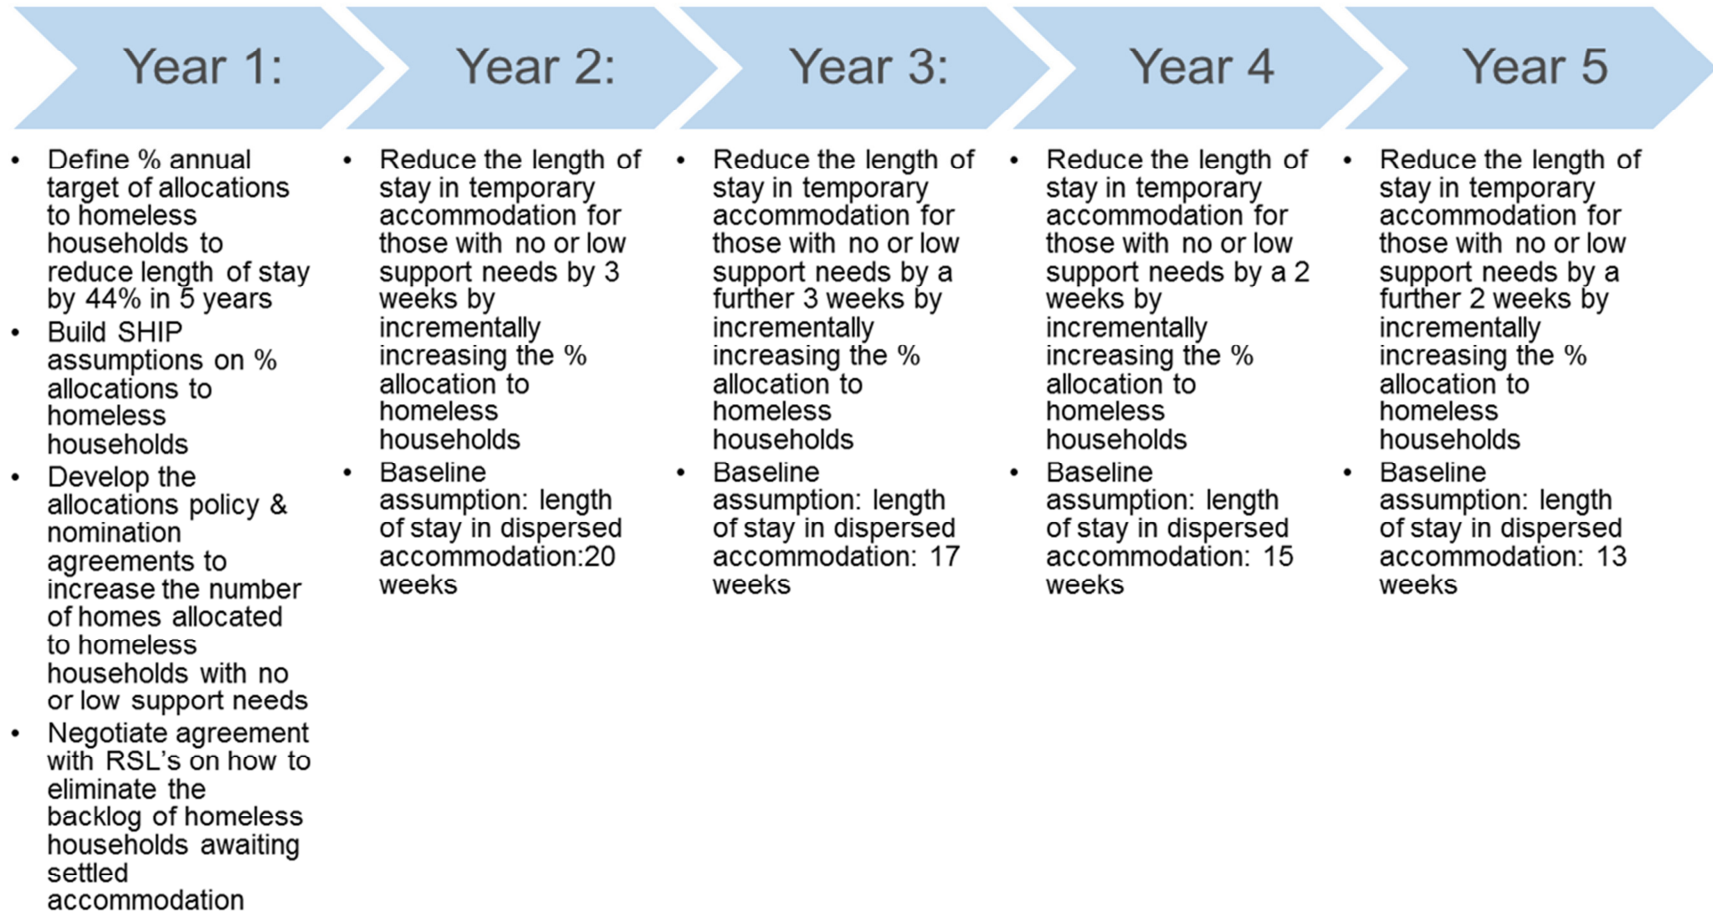 Year 1:
Year 2:
Year 3:
Year 4
Year 5
• Define % annual
target of allocations
to homeless
households to
reduce length of stay
by 44% in 5 years
• Build SHIP
assumptions on %
allocations to
homeless
households
• Develop the
allocations policy &
nomination
agreements to
increase the number
of homes allocated
to homeless
households with no
or low support needs
• Negotiate agreement
with RSL's on how to
eliminate the
backlog of homeless
households awaiting
settled
accommodation
• Reduce the length of
stay in temporary
accommodation for
those with no or low
support needs by 3
weeks by
incrementally
increasing the %
allocation to
homeless
households
• Baseline
assumption: length
of stay in dispersed
accommodation:20
weeks
• Reduce the length of
stay in temporary
accommodation for
those with no or low
support needs by a
further 3 weeks by
incrementally
increasing the %
allocation to
homeless
households
• Baseline
assumption: length
of stay in dispersed
accommodation: 17
weeks
• Reduce the length of
stay in temporary
accommodation for
those with no or low
support needs by a 2
weeks by
incrementally
increasing the %
allocation to
homeless
households
• Baseline
assumption: length
of stay in dispersed
accommodation: 15
weeks
• Reduce the length of
stay in temporary
accommodation for
those with no or low
support needs by a
further 2 weeks by
incrementally
increasing the %
allocation to
homeless
households
• Baseline
assumption: length
of stay in dispersed
accommodation: 13
weeks